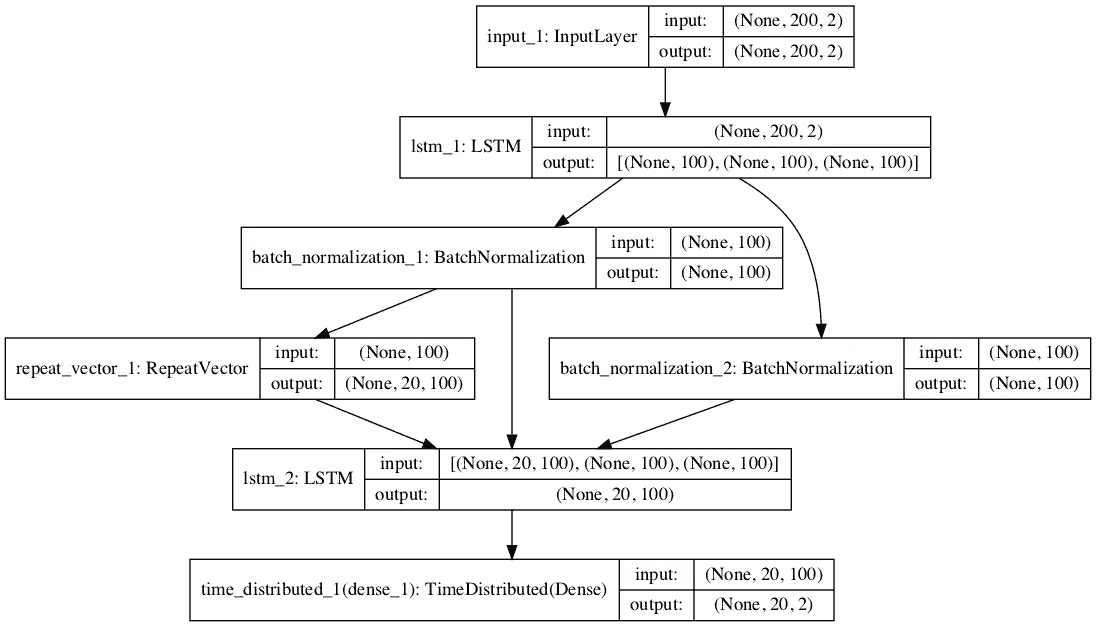 input_1: InputLayer
input: (None, 200, 2)
output: (None, 200, 2)
lstm_1: LSTM
input: (None, 200, 2)
output: [(None, 100), (None, 100), (None, 100)]
batch_normalization_1: BatchNormalization
input: (None, 100)
output: (None, 100)
repeat_vector_1: RepeatVector
input: (None, 100)
output: (None, 20, 100)
batch_normalization_2: BatchNormalization
input: (None, 100)
output: (None, 100)
lstm_2: LSTM
input: [(None, 20, 100), (None, 100), (None, 100)]
output: (None, 20, 100)
time_distributed_1(dense_1): TimeDistributed(Dense)
input: (None, 20, 100)
output: (None, 20, 2)